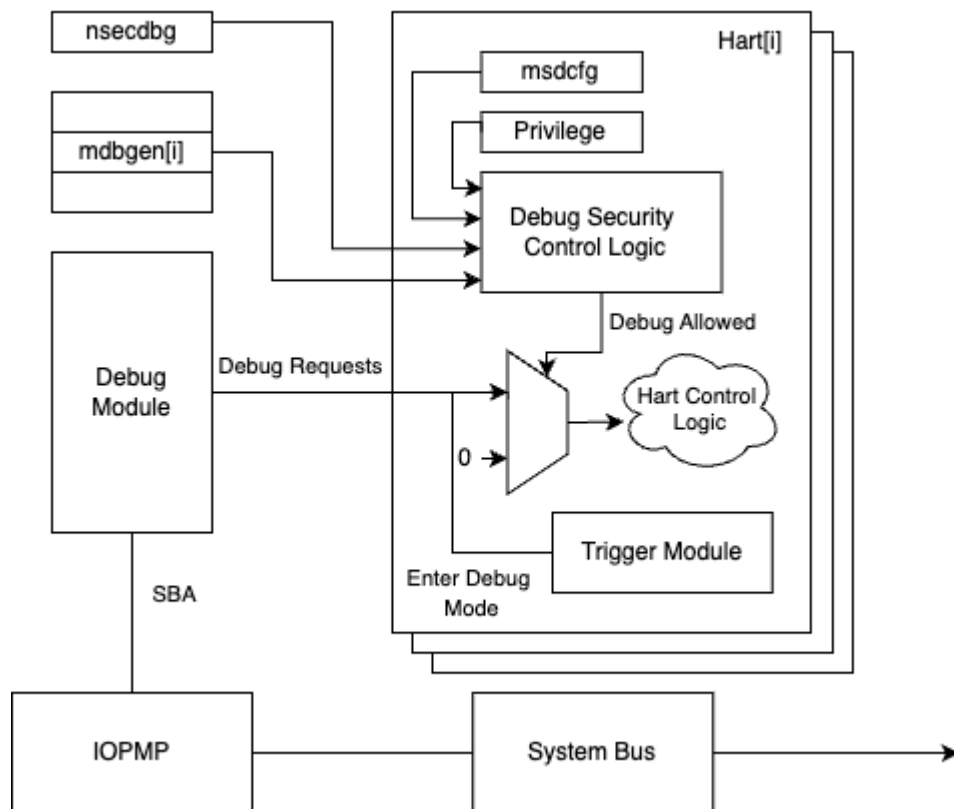 nsecdbg
Hart[i]
msdcfg
mdbgen[i]
Privilege
Debug Security
Control Logic
Debug Allowed
Debug Requests
Debug
Module
Hart Control
Logic
0
Trigger Module
Enter Debug
Mode
SBA
IOPMP
System Bus